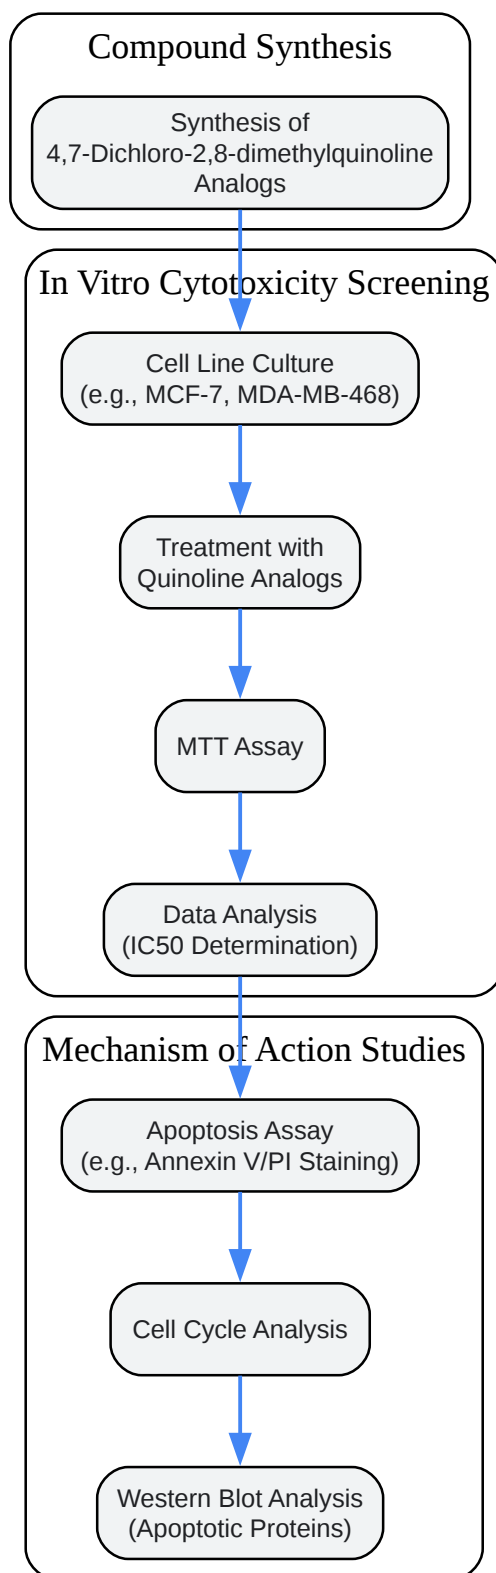 Compound Synthesis
Synthesis of
4,7-Dichloro-2,8-dimethylquinoline
Analogs
In Vitro Cytotoxicity Screening
Cell Line Culture
(e.g., MCF-7, MDA-MB-468)
Treatment with
Quinoline Analogs
MTT Assay
Data Analysis
(IC50 Determination)
Mechanism of Action Studies
Apoptosis Assay
(e.g., Annexin V/PI Staining)
Cell Cycle Analysis
Western Blot Analysis
(Apoptotic Proteins)